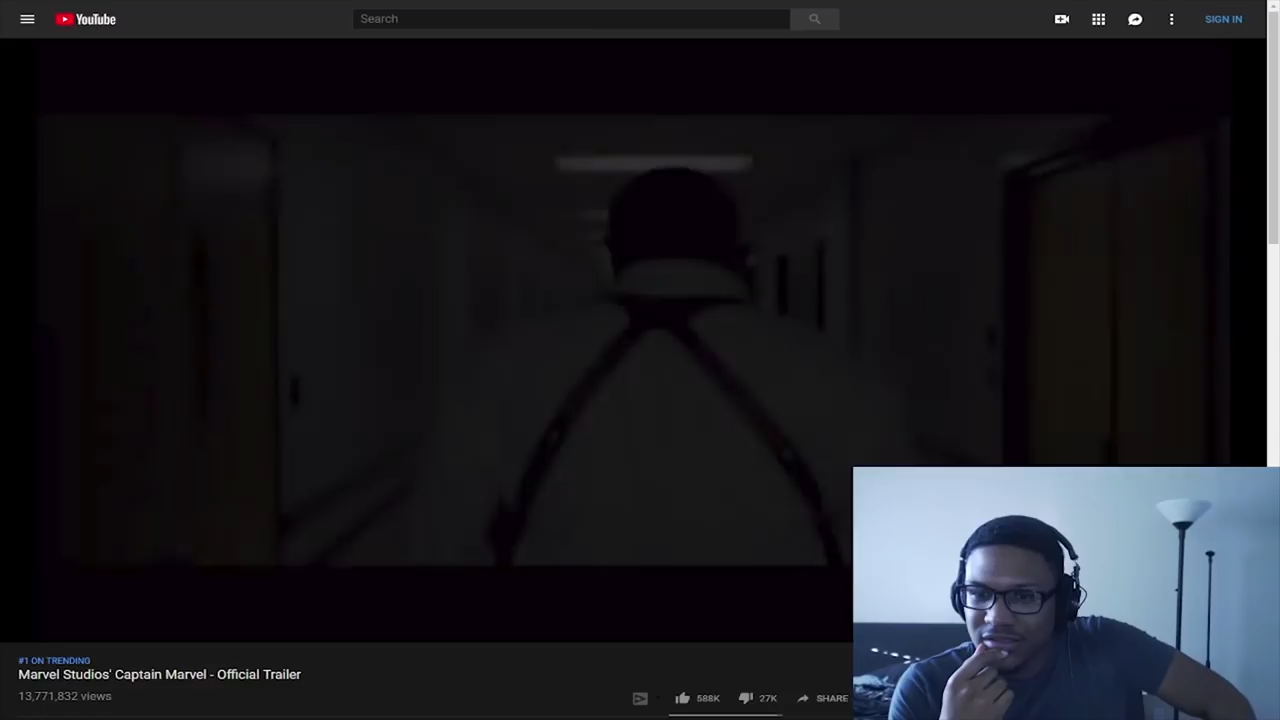 YouTube
Search
SIGN IN
#1 ON TRENDING
Marvel Studios' Captain Marvel - Official Trailer
13,771,832 views
588K
27K
SHARE